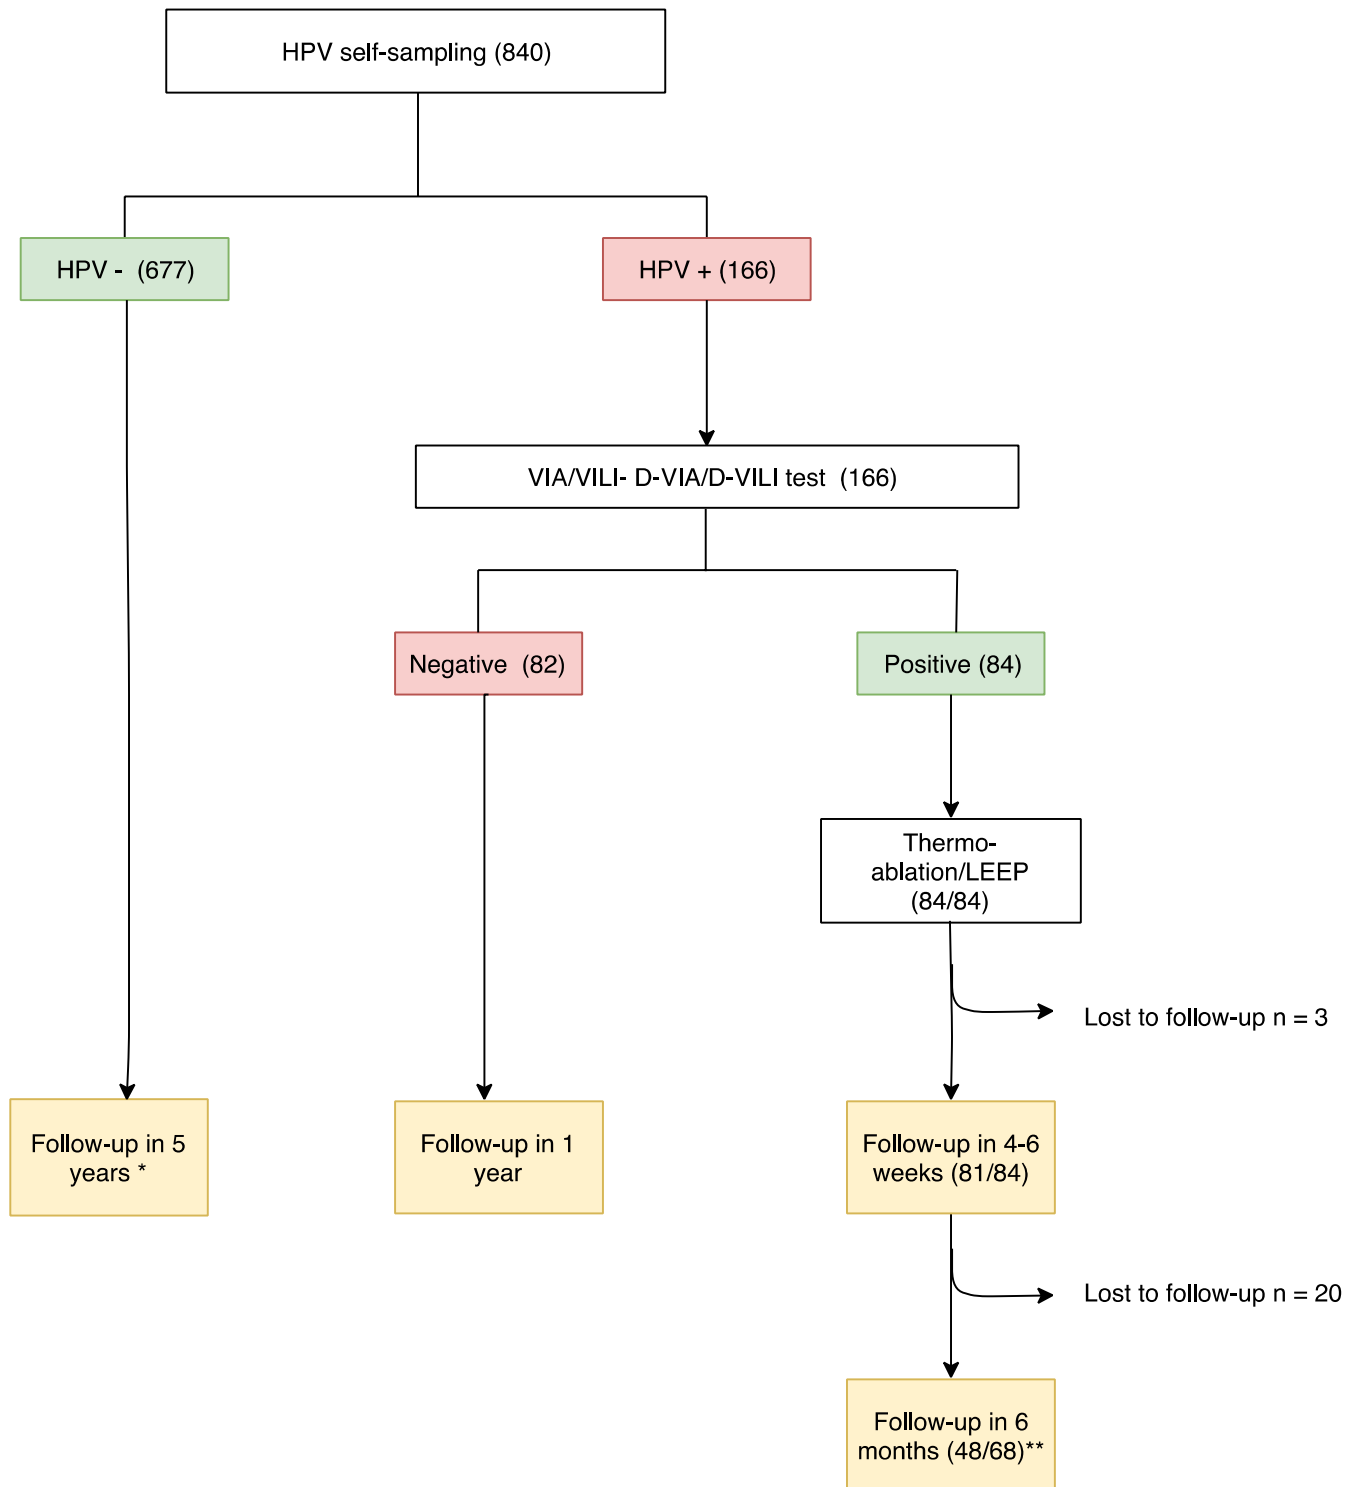 HPV self-sampling (840)
HPV -  (677)
HPV + (166)
VIA/VILI- D-VIA/D-VILI test  (166)
Negative  (82)
Positive (84)
Thermo-
ablation/LEEP
(84/84)
Lost to follow-up n = 3
Follow-up in 5
years *
Follow-up in 1
year
Follow-up in 4-6
weeks (81/84)
Lost to follow-up n = 20
Follow-up in 6
months (48/68)**